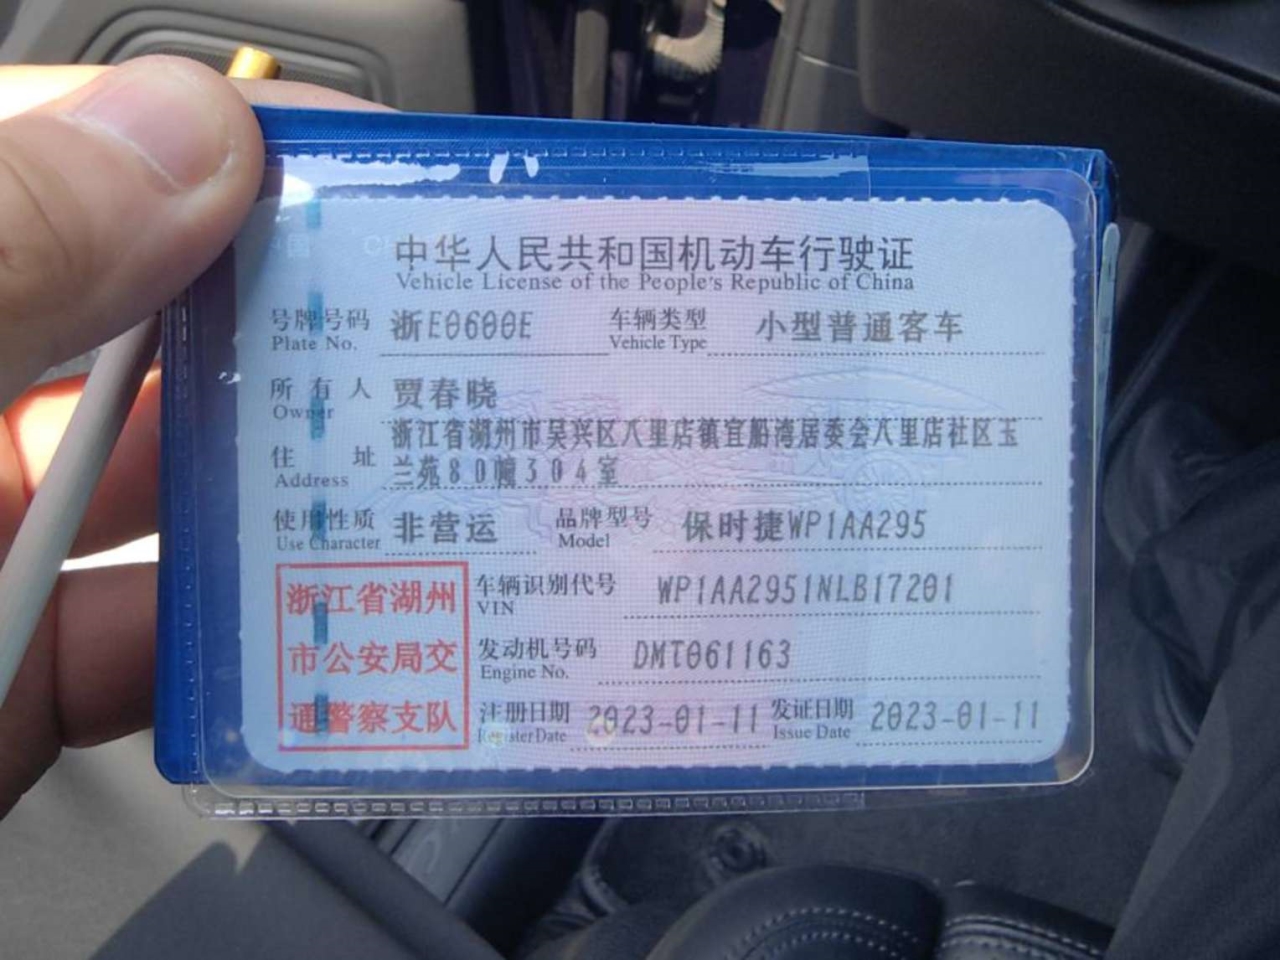 中华人民共和国机动车行驶证
Vehicle License of the People's Republic of China
号牌号码 浙E0600E 车辆类型 小型普通客车
Plate No. Vehicle Type
所有人 贾春晓
Owner
浙江省湖州市吴兴区八里店镇宜船湾居委会八里店社区玉
住址 兰苑80幢304室
Address
使用性质 非营运 品牌型号 保时捷WP1AA295
Use Character Model
浙江省湖州 车辆识别代号 WP1AA2951NLB17201
VIN
市公安局交 发动机号码 DMT061163
Engine No.
通警察支队 注册日期 2023-01-11 发证日期 2023-01-11
Register Date Issue Date